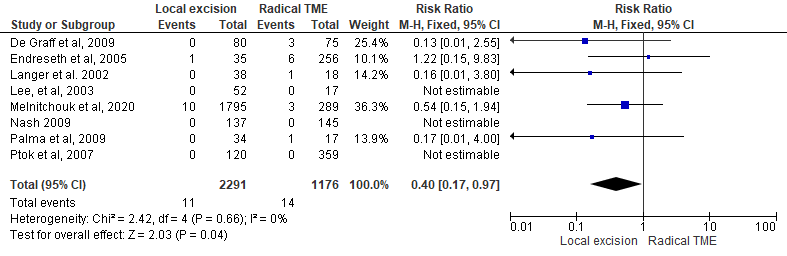 Local excision Radical TME Risk Ratio Risk Ratio
Study or Subgroup Events Total Events Total Weight M-H, Fixed, 95% CI M-H, Fixed, 95% CI
De Graff et al, 2009 0 80 3 75 25.4% 0.13 [0.01, 2.55]
Endreseth et al, 2005 1 35 6 256 10.1% 1.22 [0.15, 9.83]
Langer et al. 2002 0 38 1 18 14.2% 0.16 [0.01, 3.80]
Lee, et al, 2003 0 52 0 17 Not estimable
Melnitchouk et al, 2020 10 1795 3 289 36.3% 0.54 [0.15, 1.94]
Nash 2009 0 137 0 145 Not estimable
Palma et al, 2009 0 34 1 17 13.9% 0.17 [0.01, 4.00]
Ptok et al, 2007 0 120 0 359 Not estimable
Total (95% CI) 2291 1176 100.0% 0.40 [0.17, 0.97]
Total events 11 14
Heterogeneity: Chi² = 2.42, df = 4 (P = 0.66); I² = 0%
Test for overall effect: Z = 2.03 (P = 0.04)
0.01 0.1 1 10 100
Local excision Radical TME